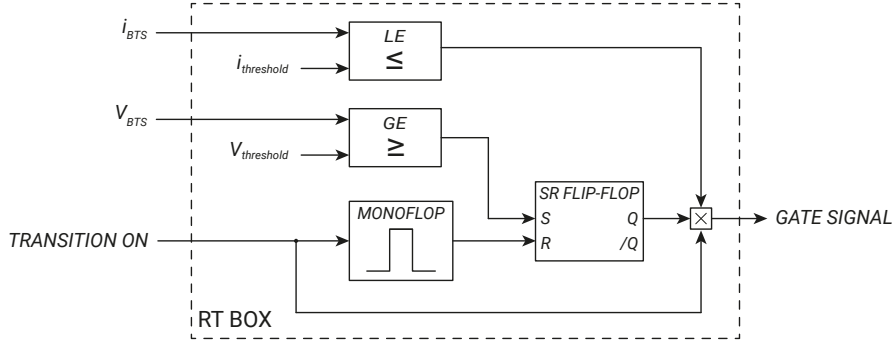 i_BTS
LE
i_threshold
≤
V_BTS
GE
V_threshold
≥
SR FLIP-FLOP
MONOFLOP
S
Q
GATE SIGNAL
TRANSITION ON
R
/Q
RT BOX